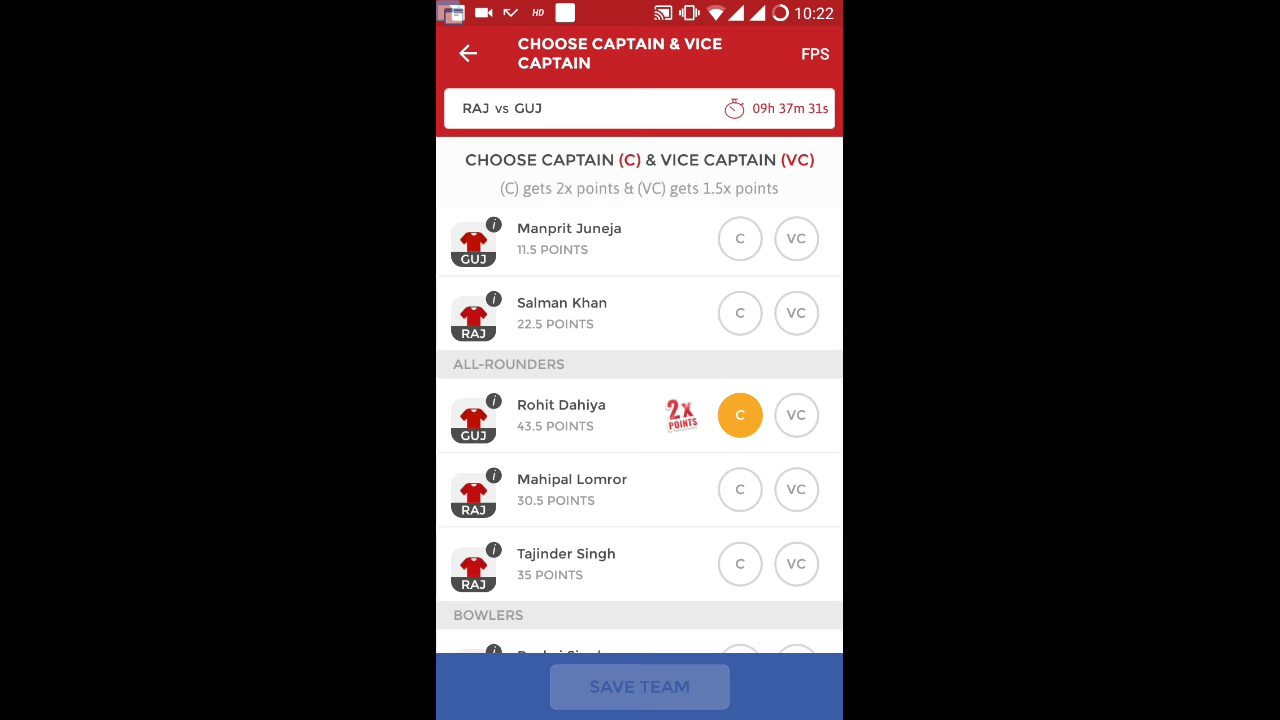 HD
10:22
CHOOSE CAPTAIN & VICE
CAPTAIN
FPS
RAJ vs GUJ
09h 37m 31s
CHOOSE CAPTAIN (C) & VICE CAPTAIN (VC)
(C) gets 2x points & (VC) gets 1.5x points
i
Manprit Juneja
11.5 POINTS
GUJ
C
VC
i
Salman Khan
22.5 POINTS
RAJ
C
VC
ALL-ROUNDERS
i
Rohit Dahiya
43.5 POINTS
GUJ
2x
POINTS
C
VC
i
Mahipal Lomror
30.5 POINTS
RAJ
C
VC
i
Tajinder Singh
35 POINTS
RAJ
C
VC
BOWLERS
i
SAVE TEAM